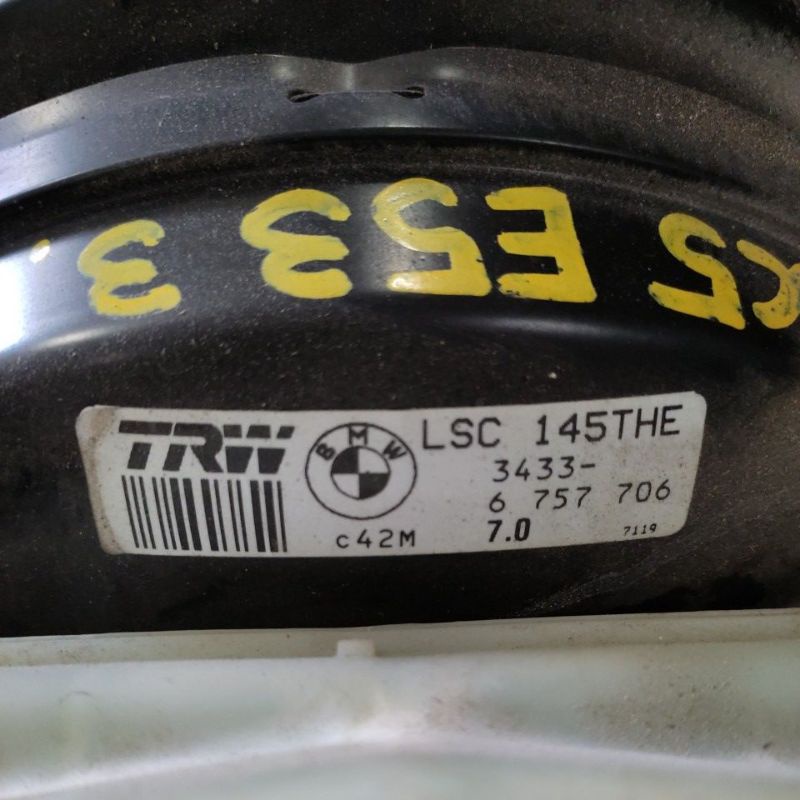 X5 E53 3.
TRW BMW LSC 145THE
3433-
6 757 706
c42M 7.0 7119